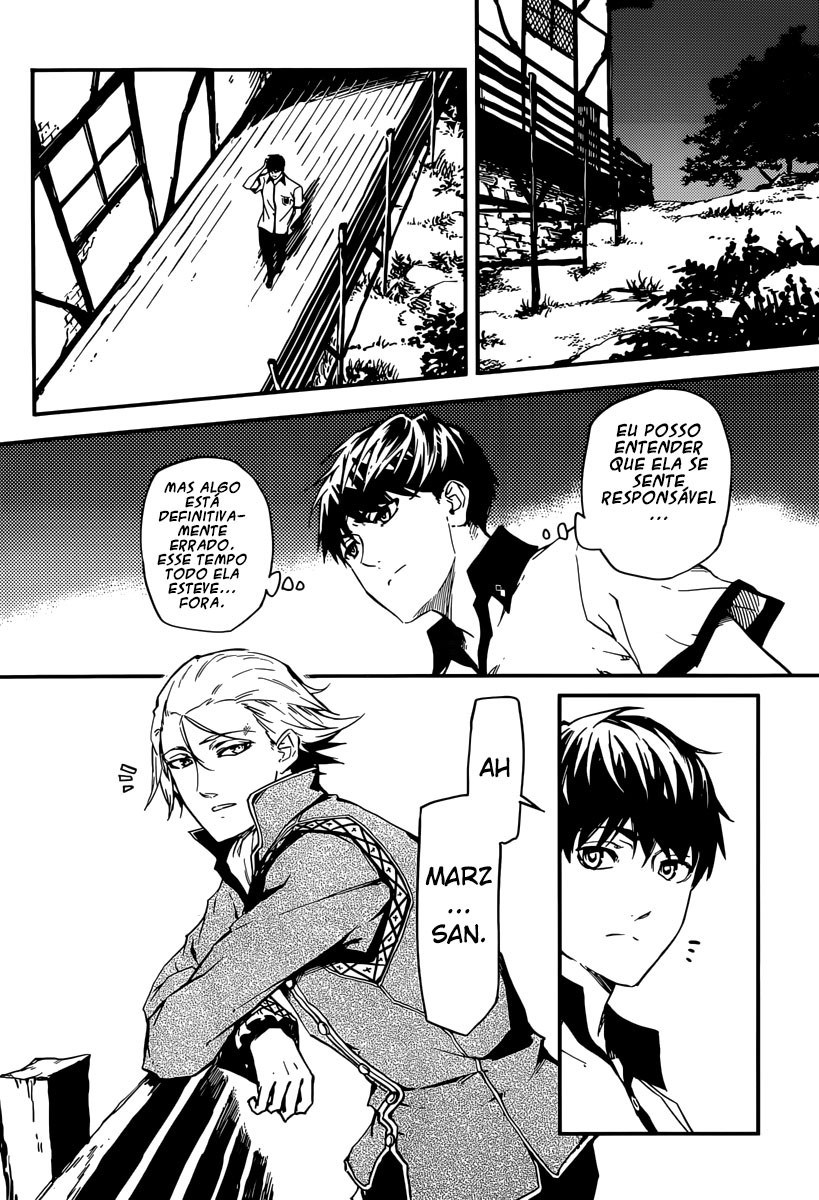 EU POSSO
ENTENDER
QUE ELA SE
SENTE
RESPONSÁVEL
...
MAS ALGO
ESTÁ
DEFINITIVA-
MENTE
ERRADO.
ESSE TEMPO
TODO ELA
ESTEVE...
FORA.
AH
MARZ
...
SAN.